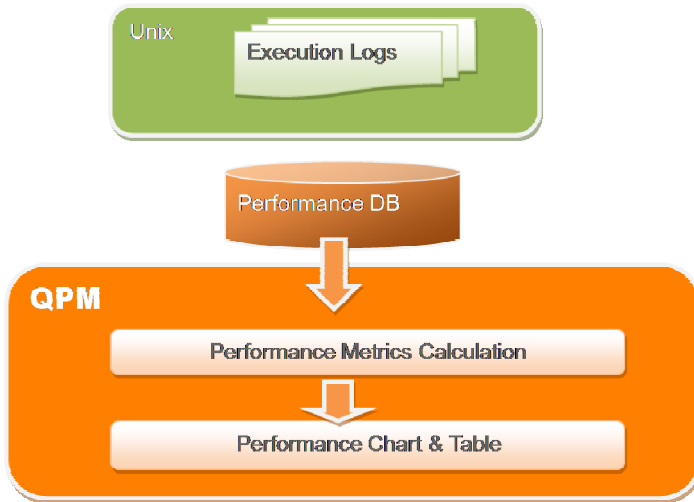 Unix
Execution Logs
Performance DB
QPM
Performance Metrics Calculation
Performance Chart & Table